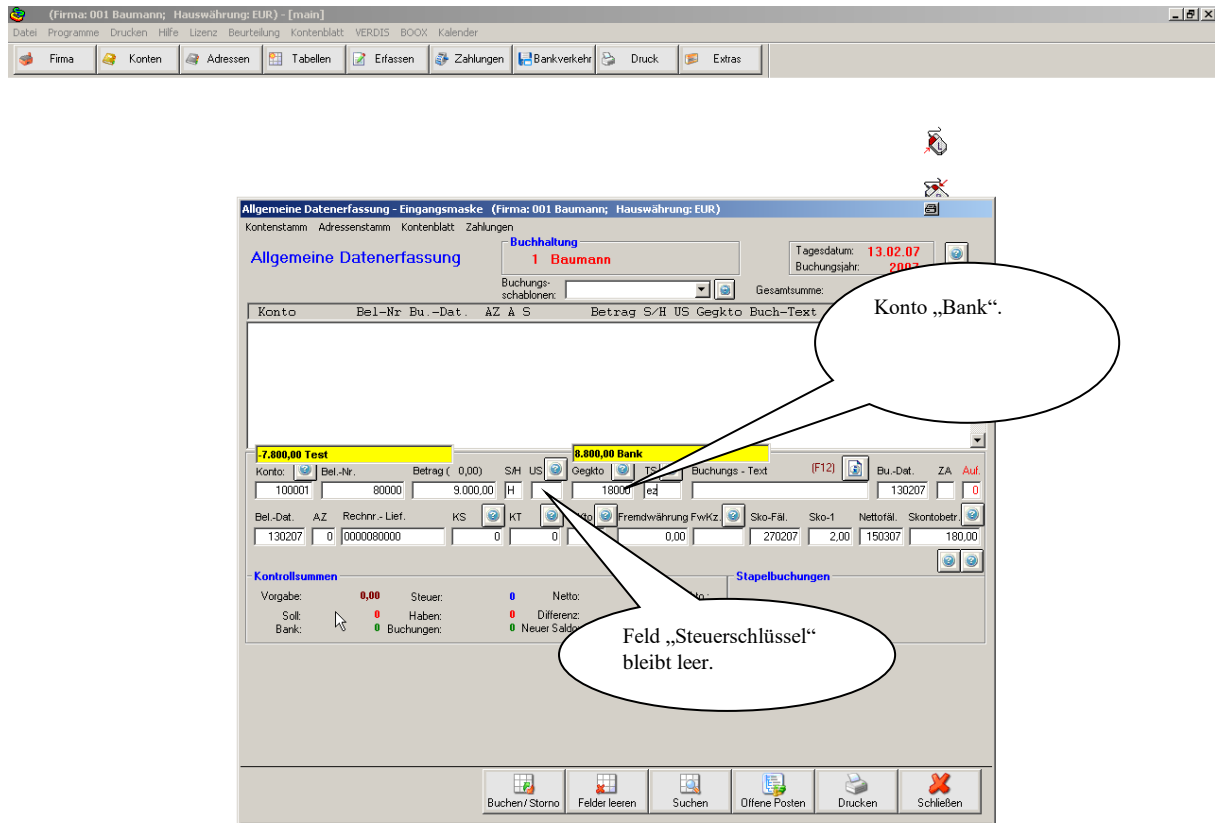 (Firma: 001 Baumann; Hauswährung: EUR) - [main]
Datei Programme Drucken Hilfe Lizenz Beurteilung Kontenblatt VERDIS BOOX Kalender
Firma Konten Adressen Tabellen Erfassen Zahlungen Bankverkehr Druck Extras
Allgemeine Datenerfassung - Eingangsmaske (Firma: 001 Baumann; Hauswährung: EUR)
Kontenstamm Adressenstamm Kontenblatt Zahlungen
Allgemeine Datenerfassung
Buchhaltung
1 Baumann
Tagesdatum: 13.02.07
Buchungsjahr: 2007
Buchungs-
schablonen:
Gesamtsumme:
Konto Bel-Nr Bu.-Dat. AZ A S Betrag S/H US Gegkto Buch-Text
Konto „Bank“.
-7.800,00 Test 8.800,00 Bank
Konto: Bel.-Nr. Betrag ( 0,00) S/H US Gegkto TS Buchungs - Text (F12) Bu.-Dat. ZA Auf.
100001 80000 9.000,00 H 18000 ez 130207 0
Bel.-Dat. AZ Rechnr.- Lief. KS KT Fremdwährung FwKz. Sko-Fäl. Sko-1 Nettofäl. Skontobetr.
130207 0 0000080000 0 0 0,00 270207 2,00 150307 180,00
Kontrollsummen Stapelbuchungen
Vorgabe: 0,00 Steuer: 0 Netto:
Soll: 0 Haben: 0 Differenz:
Bank: 0 Buchungen: 0 Neuer Saldo
Feld „Steuerschlüssel“
bleibt leer.
Buchen / Storno Felder leeren Suchen Offene Posten Drucken Schließen